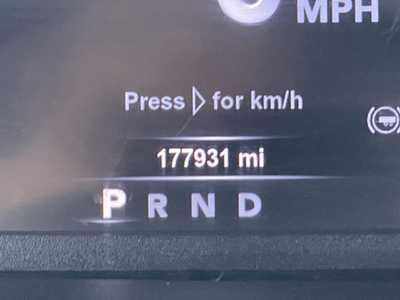 MPH
Press ▷ for km/h
177931 mi
P R N D